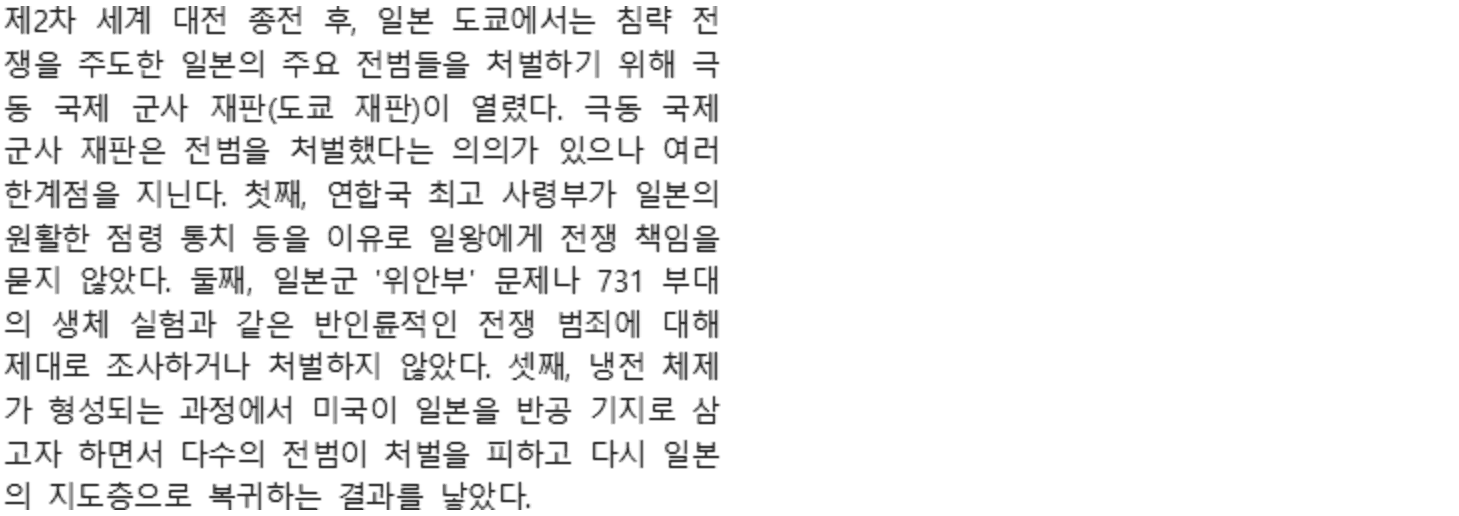 제2차 세계 대전 종전 후, 일본 도쿄에서는 침략 전
쟁을 주도한 일본의 주요 전범들을 처벌하기 위해 극
동 국제 군사 재판(도쿄 재판)이 열렸다. 극동 국제
군사 재판은 전범을 처벌했다는 의의가 있으나 여러
한계점을 지닌다. 첫째, 연합국 최고 사령부가 일본의
원활한 점령 통치 등을 이유로 일왕에게 전쟁 책임을
묻지 않았다. 둘째, 일본군 '위안부' 문제나 731 부대
의 생체 실험과 같은 반인륜적인 전쟁 범죄에 대해
제대로 조사하거나 처벌하지 않았다. 셋째, 냉전 체제
가 형성되는 과정에서 미국이 일본을 반공 기지로 삼
고자 하면서 다수의 전범이 처벌을 피하고 다시 일본
의 지도층으로 복귀하는 결과를 낳았다.